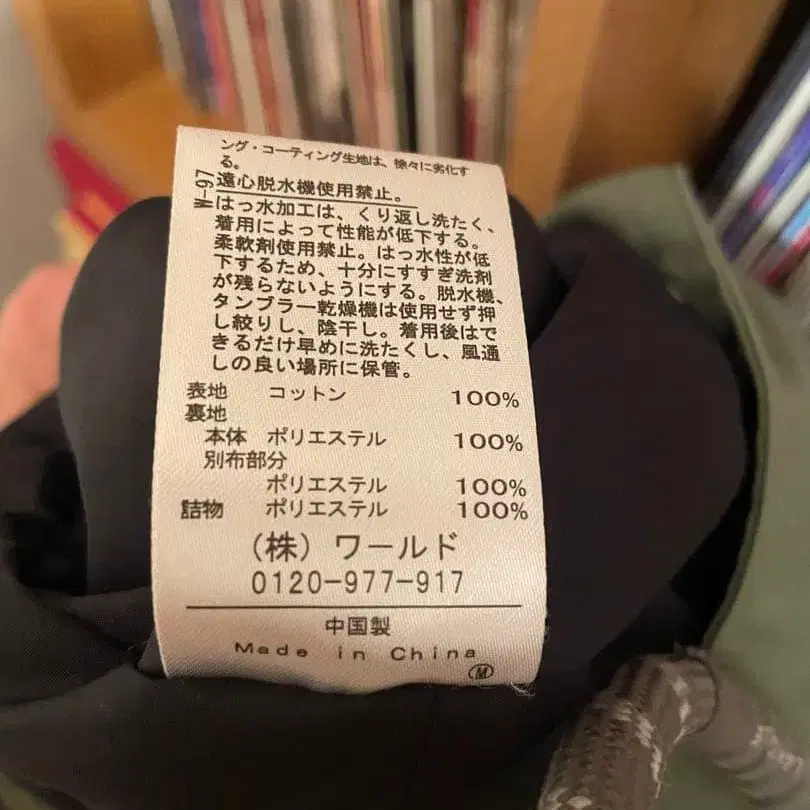 ング・コーティング生地は、徐々に劣化す
る。
W-97
遠心脱水機使用禁止。
はっ水加工は、くり返し洗たく、
着用によって性能が低下する。
柔軟剤使用禁止。はっ水性が低
下するため、十分にすすぎ洗剤
が残らないようにする。脱水機、
タンブラー乾燥機は使用せず押
し絞りし、陰干し。着用後はで
きるだけ早めに洗たくし、風通
しの良い場所に保管。
表地 コットン 100%
裏地
本体 ポリエステル 100%
別布部分
ポリエステル 100%
詰物 ポリエステル 100%
(株) ワールド
0120-977-917
中国製
Made in China
M